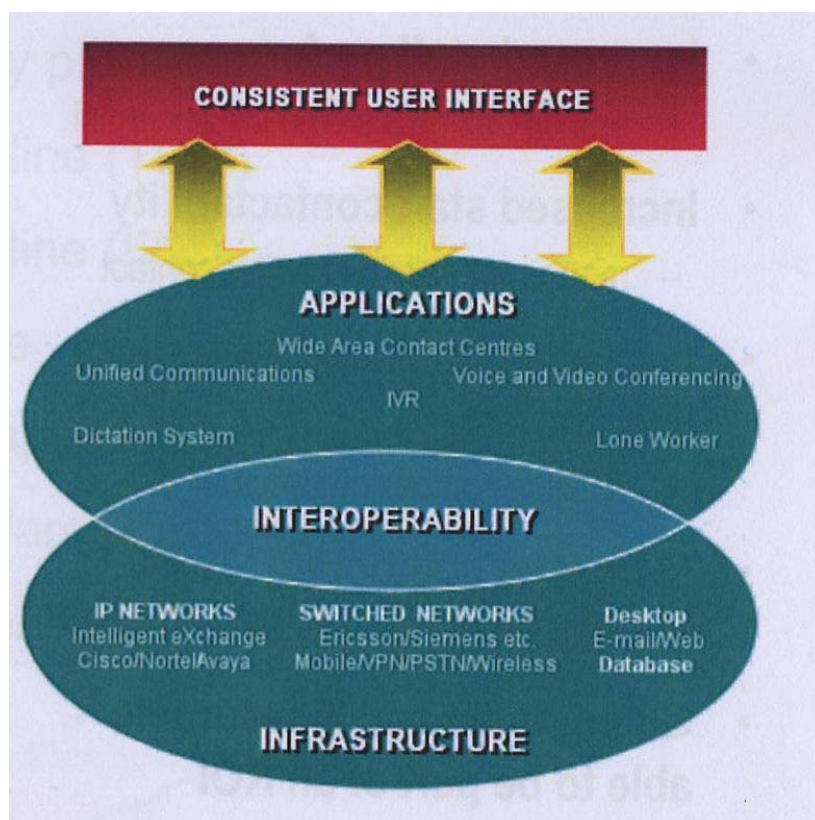 CONSISTENT USER INTERFACE
APPLICATIONS
Wide Area Contact Centres
Unified Communications
Voice and Video Conferencing
IVR
Dictation System
Lone Worker
INTEROPERABILITY
IP NETWORKS
Intelligent eXchange
Cisco/Nortel/Avaya
SWITCHED NETWORKS
Ericsson/Siemens etc.
Mobile/VPN/PSTN/Wireless
Desktop
E-mail/Web
Database
INFRASTRUCTURE